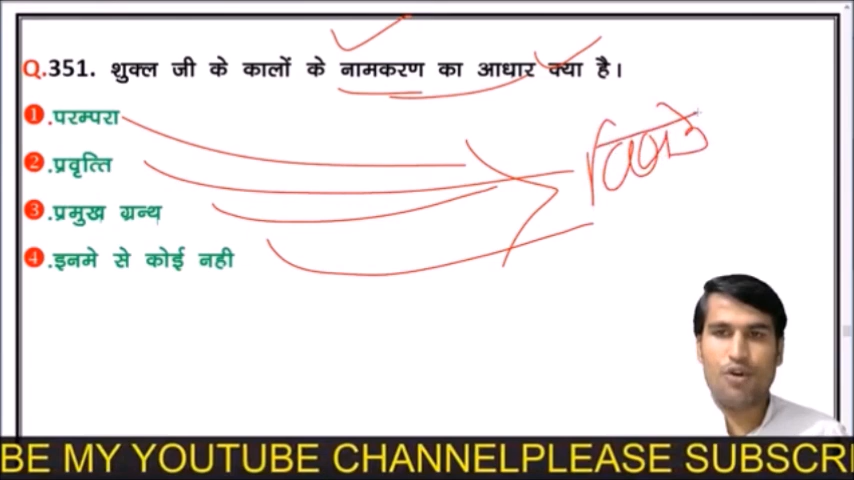 Q.351. शुक्ल जी के कालों के नामकरण का आधार क्या है।
1.परम्परा
2.प्रवृत्ति
3.प्रमुख ग्रन्थ
4.इनमे से कोई नही
BE MY YOUTUBE CHANNELPLEASE SUBSCRI